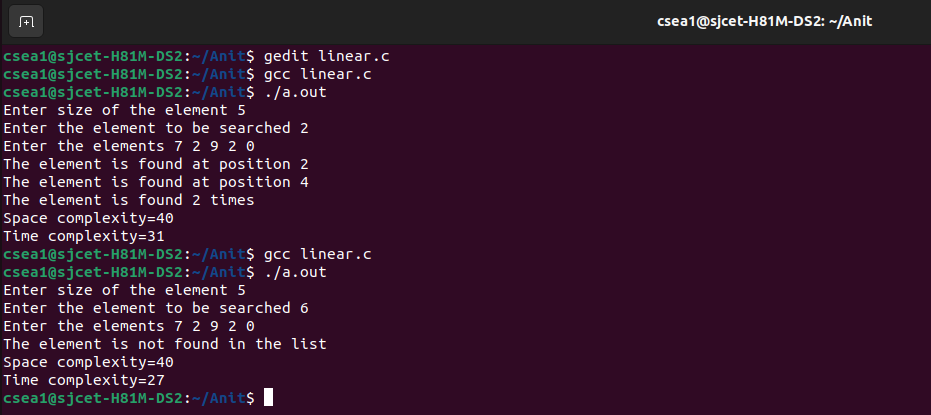 csea1@sjcet-H81M-DS2: ~/Anit
csea1@sjcet-H81M-DS2:~/Anit$ gedit linear.c
csea1@sjcet-H81M-DS2:~/Anit$ gcc linear.c
csea1@sjcet-H81M-DS2:~/Anit$ ./a.out
Enter size of the element 5
Enter the element to be searched 2
Enter the elements 7 2 9 2 0
The element is found at position 2
The element is found at position 4
The element is found 2 times
Space complexity=40
Time complexity=31
csea1@sjcet-H81M-DS2:~/Anit$ gcc linear.c
csea1@sjcet-H81M-DS2:~/Anit$ ./a.out
Enter size of the element 5
Enter the element to be searched 6
Enter the elements 7 2 9 2 0
The element is not found in the list
Space complexity=40
Time complexity=27
csea1@sjcet-H81M-DS2:~/Anit$